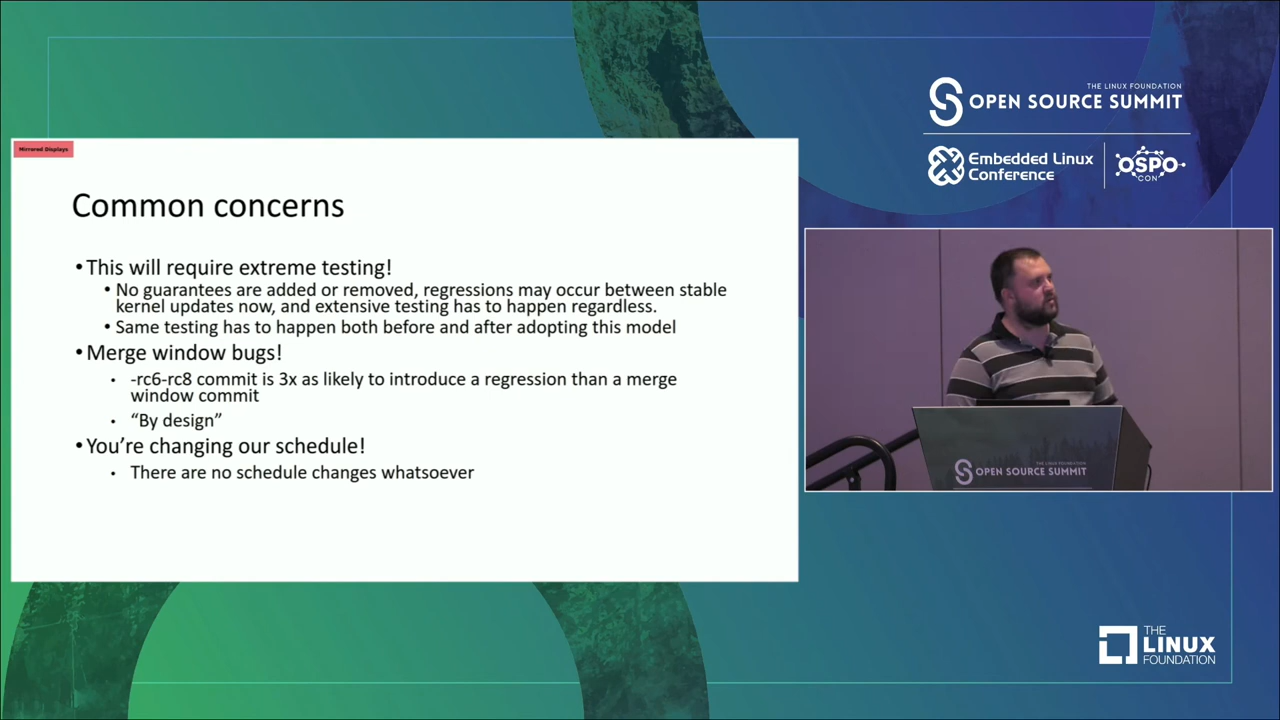 THE LINUX FOUNDATION
OPEN SOURCE SUMMIT
Embedded Linux
Conference
OSPO
CON
Mirrored Displays
Common concerns
•This will require extreme testing!
• No guarantees are added or removed, regressions may occur between stable
kernel updates now, and extensive testing has to happen regardless.
• Same testing has to happen both before and after adopting this model
•Merge window bugs!
• -rc6-rc8 commit is 3x as likely to introduce a regression than a merge
window commit
• “By design”
•You’re changing our schedule!
• There are no schedule changes whatsoever
THE LINUX FOUNDATION
OPEN SOURCE SUMMIT
THE
LINUX
FOUNDATION